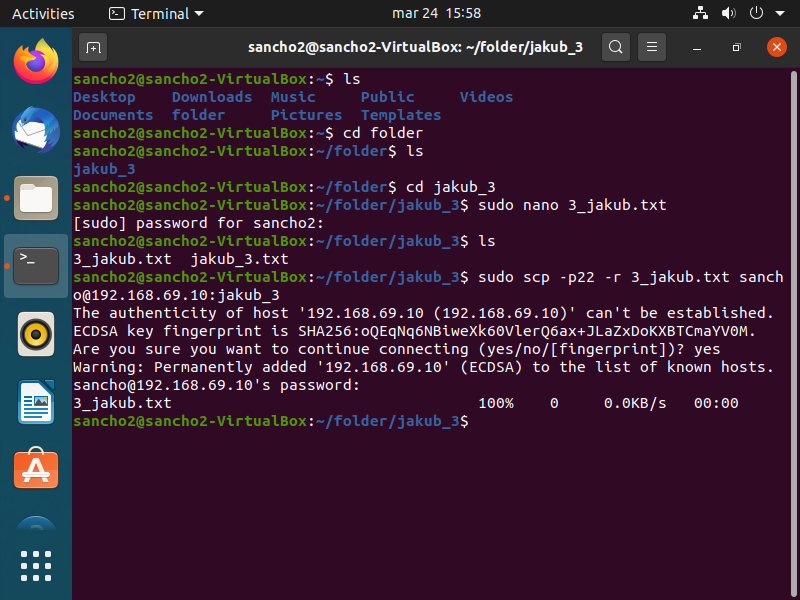 Activities Terminal mar 24 15:58
sancho2@sancho2-VirtualBox: ~/folder/jakub_3
sancho2@sancho2-VirtualBox:~$ ls
Desktop Downloads Music Public Videos
Documents folder Pictures Templates
sancho2@sancho2-VirtualBox:~$ cd folder
sancho2@sancho2-VirtualBox:~/folder$ ls
jakub_3
sancho2@sancho2-VirtualBox:~/folder$ cd jakub_3
sancho2@sancho2-VirtualBox:~/folder/jakub_3$ sudo nano 3_jakub.txt
[sudo] password for sancho2:
sancho2@sancho2-VirtualBox:~/folder/jakub_3$ ls
3_jakub.txt jakub_3.txt
sancho2@sancho2-VirtualBox:~/folder/jakub_3$ sudo scp -p22 -r 3_jakub.txt sanch
o@192.168.69.10:jakub_3
The authenticity of host '192.168.69.10 (192.168.69.10)' can't be established.
ECDSA key fingerprint is SHA256:oQEqNq6NBiweXk60VlerQ6ax+JLaZxDoKXBTCmaYV0M.
Are you sure you want to continue connecting (yes/no/[fingerprint])? yes
Warning: Permanently added '192.168.69.10' (ECDSA) to the list of known hosts.
sancho@192.168.69.10's password:
3_jakub.txt 100% 0 0.0KB/s 00:00
sancho2@sancho2-VirtualBox:~/folder/jakub_3$